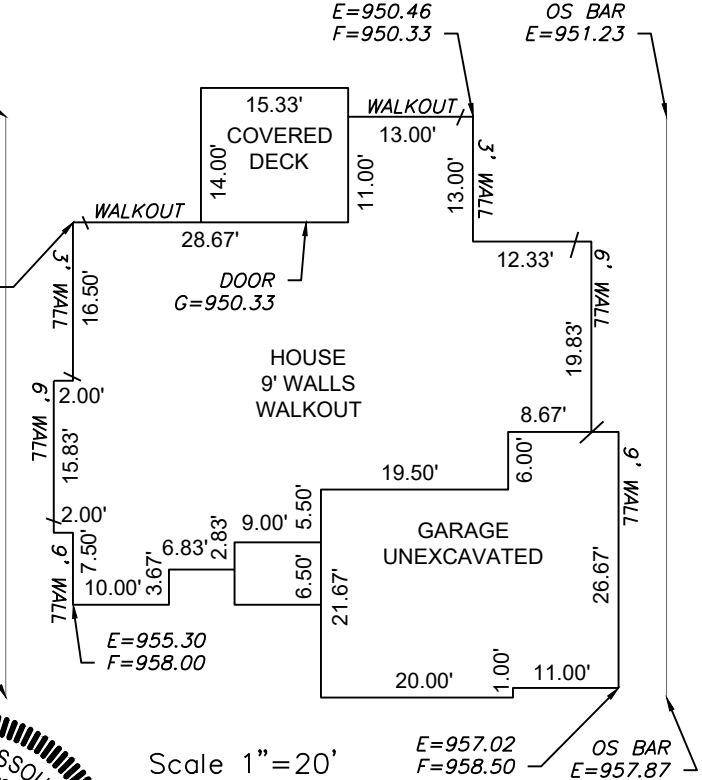 E=950.46
F=950.33
OS BAR
E=951.23
15.33'
COVERED
DECK
14.00'
11.00'
WALKOUT
13.00'
13.00'
3' WALL
WALKOUT
28.67'
12.33'
DOOR
G=950.33
3' WALL
16.50'
6' WALL
19.83'
HOUSE
9' WALLS
WALKOUT
2.00'
6' WALL
15.83'
8.67'
6.00'
9' WALL
19.50'
2.00'
7.50'
9' WALL
9.00'
5.50'
GARAGE
UNEXCAVATED
6.83'
2.83'
3.67'
10.00'
6.50'
21.67'
26.67'
E=955.30
F=958.00
20.00'
1.00'
11.00'
Scale 1"=20'
E=957.02
F=958.50
OS BAR
E=957.87